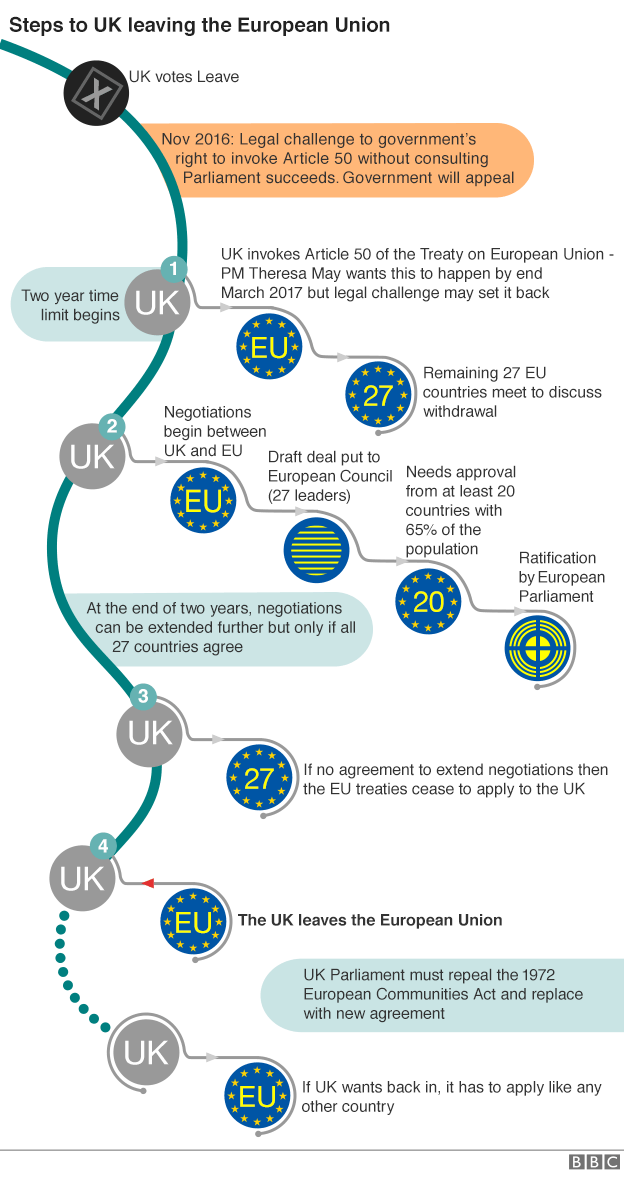 Steps to UK leaving the European Union
UK votes Leave
Nov 2016: Legal challenge to government's
right to invoke Article 50 without consulting
Parliament succeeds. Government will appeal
1
UK
Two year time
limit begins
UK invokes Article 50 of the Treaty on European Union -
PM Theresa May wants this to happen by end
March 2017 but legal challenge may set it back
EU
27
Remaining 27 EU
countries meet to discuss
withdrawal
2
UK
Negotiations
begin between
UK and EU
EU
Draft deal put to
European Council
(27 leaders)
Needs approval
from at least 20
countries with
65% of the
population
20
Ratification
by European
Parliament
At the end of two years, negotiations
can be extended further but only if all
27 countries agree
3
UK
27
If no agreement to extend negotiations then
the EU treaties cease to apply to the UK
4
UK
EU
The UK leaves the European Union
UK Parliament must repeal the 1972
European Communities Act and replace
with new agreement
UK
EU
If UK wants back in, it has to apply like any
other country
BBC